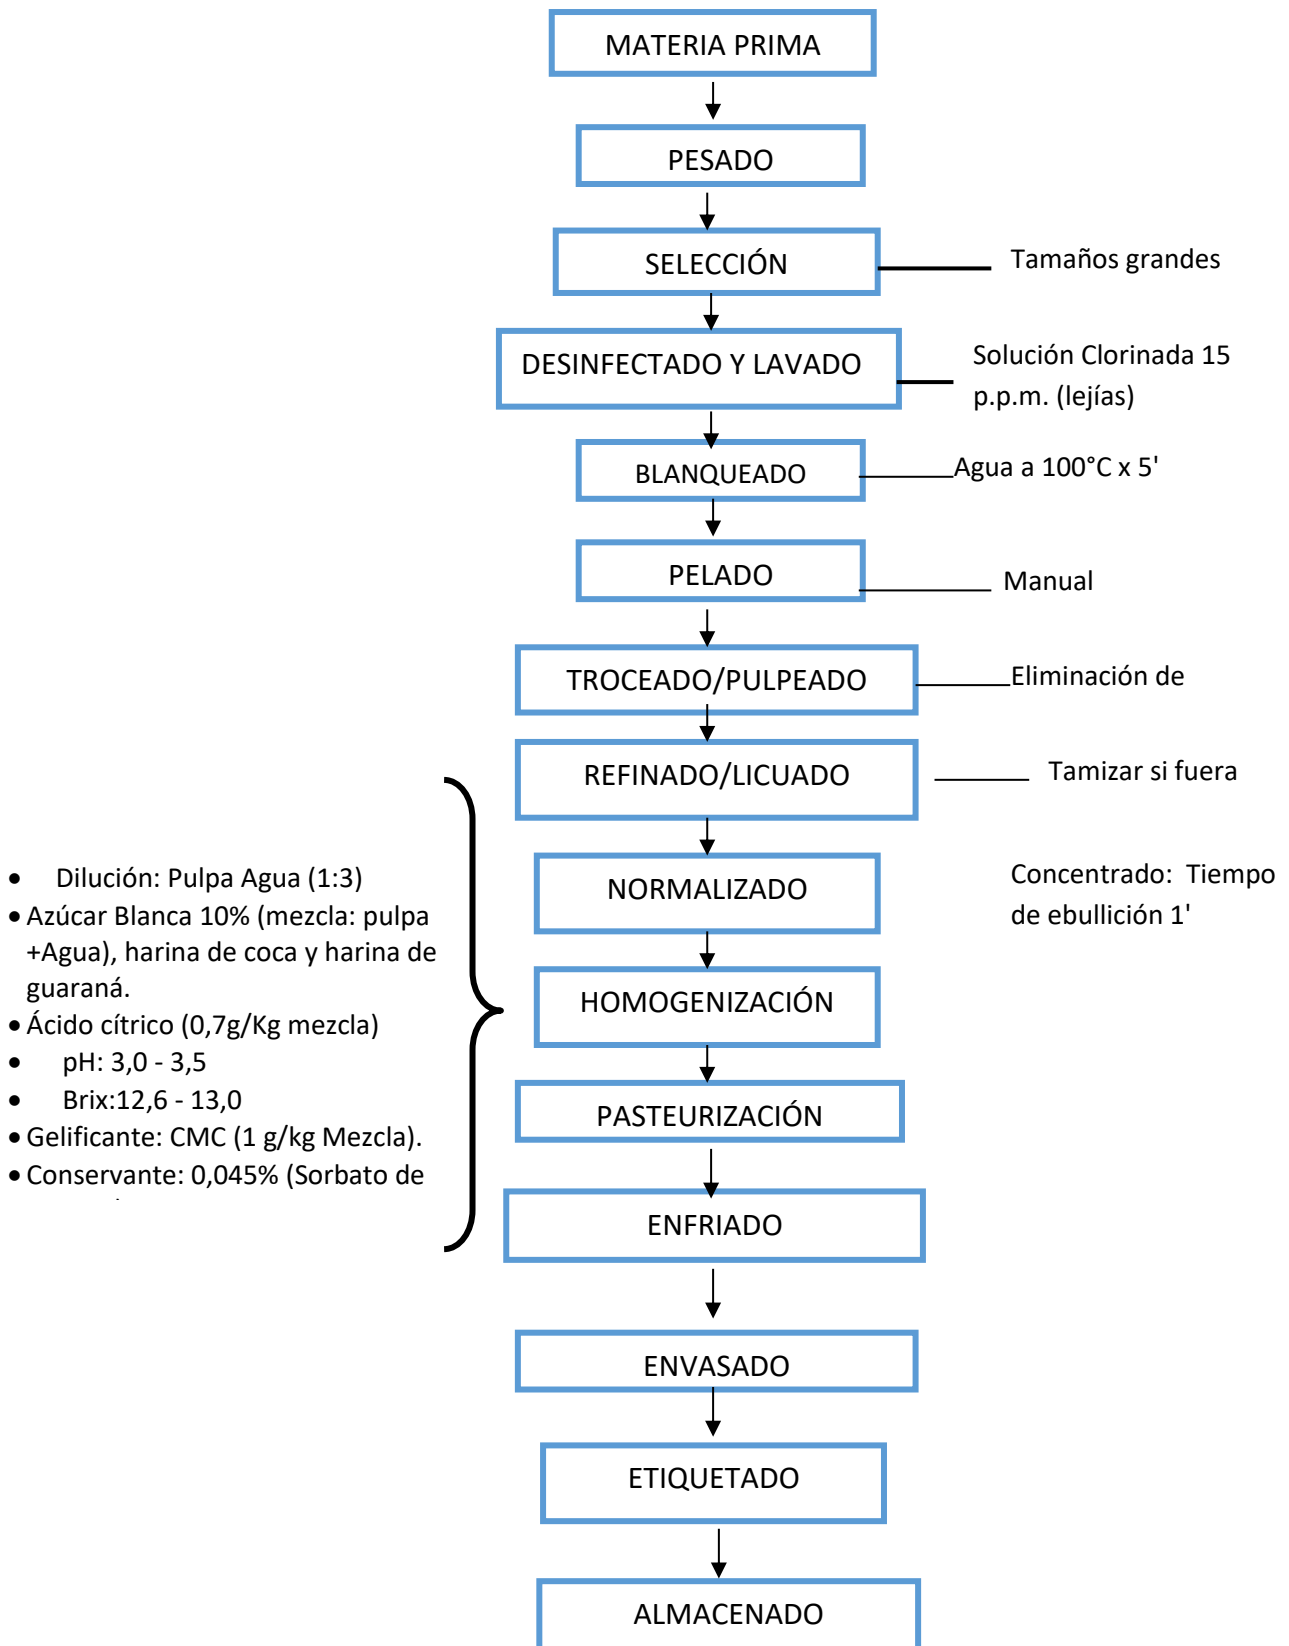 MATERIA PRIMA
PESADO
SELECCIÓN
Tamaños grandes
DESINFECTADO Y LAVADO
Solución Clorinada 15
p.p.m. (lejías)
BLANQUEADO
Agua a 100°C x 5'
PELADO
Manual
TROCEADO/PULPEADO
Eliminación de
REFINADO/LICUADO
Tamizar si fuera
NORMALIZADO
Concentrado: Tiempo
de ebullición 1'
• Dilución: Pulpa Agua (1:3)
• Azúcar Blanca 10% (mezcla: pulpa
+Agua), harina de coca y harina de
guaraná.
• Ácido cítrico (0,7g/Kg mezcla)
• pH: 3,0 - 3,5
• Brix:12,6 - 13,0
• Gelificante: CMC (1 g/kg Mezcla).
• Conservante: 0,045% (Sorbato de
HOMOGENIZACIÓN
PASTEURIZACIÓN
ENFRIADO
ENVASADO
ETIQUETADO
ALMACENADO